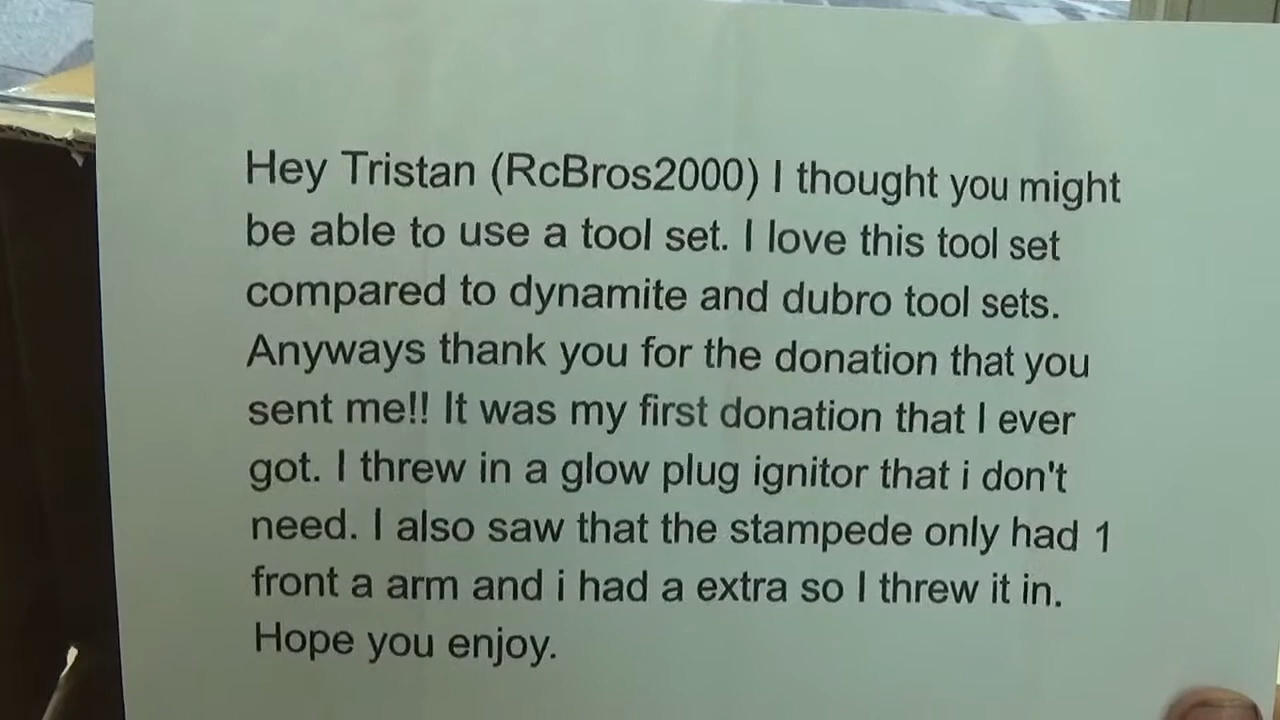 Hey Tristan (RcBros2000) I thought you might
be able to use a tool set. I love this tool set
compared to dynamite and dubro tool sets.
Anyways thank you for the donation that you
sent me!! It was my first donation that I ever
got. I threw in a glow plug ignitor that i don't
need. I also saw that the stampede only had 1
front a arm and i had a extra so I threw it in.
Hope you enjoy.